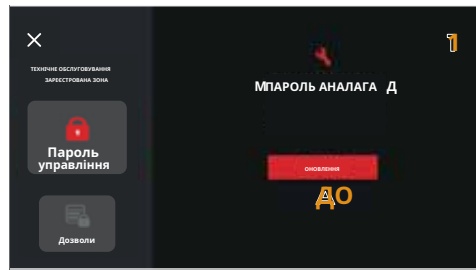 ТЕХНІЧНЕ ОБСЛУГОВУВАННЯ
ЗАРЕЄСТРОВАНА ЗОНА
Пароль
управління
Дозволи
1
МПАРОЛЬ АНАЛАГА Д
ОНОВЛЕННЯ
ДО